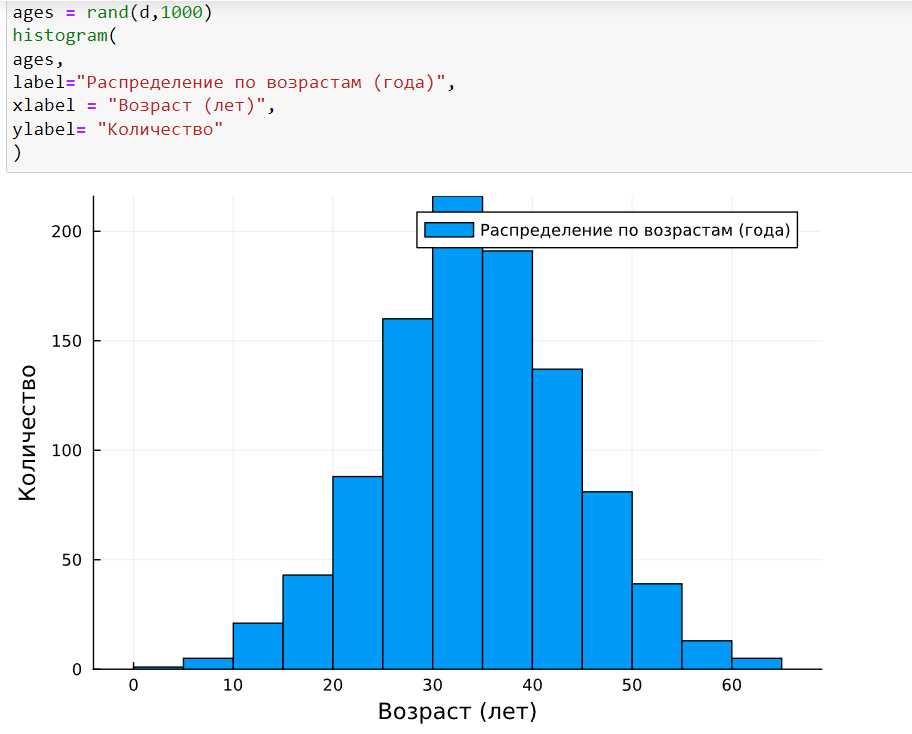 ages = rand(d,1000)
histogram(
ages,
label="Распределение по возрастам (года)",
xlabel = "Возраст (лет)",
ylabel= "Количество"
)
Распределение по возрастам (года)
200
150
100
50
0
Количество
0 10 20 30 40 50 60
Возраст (лет)